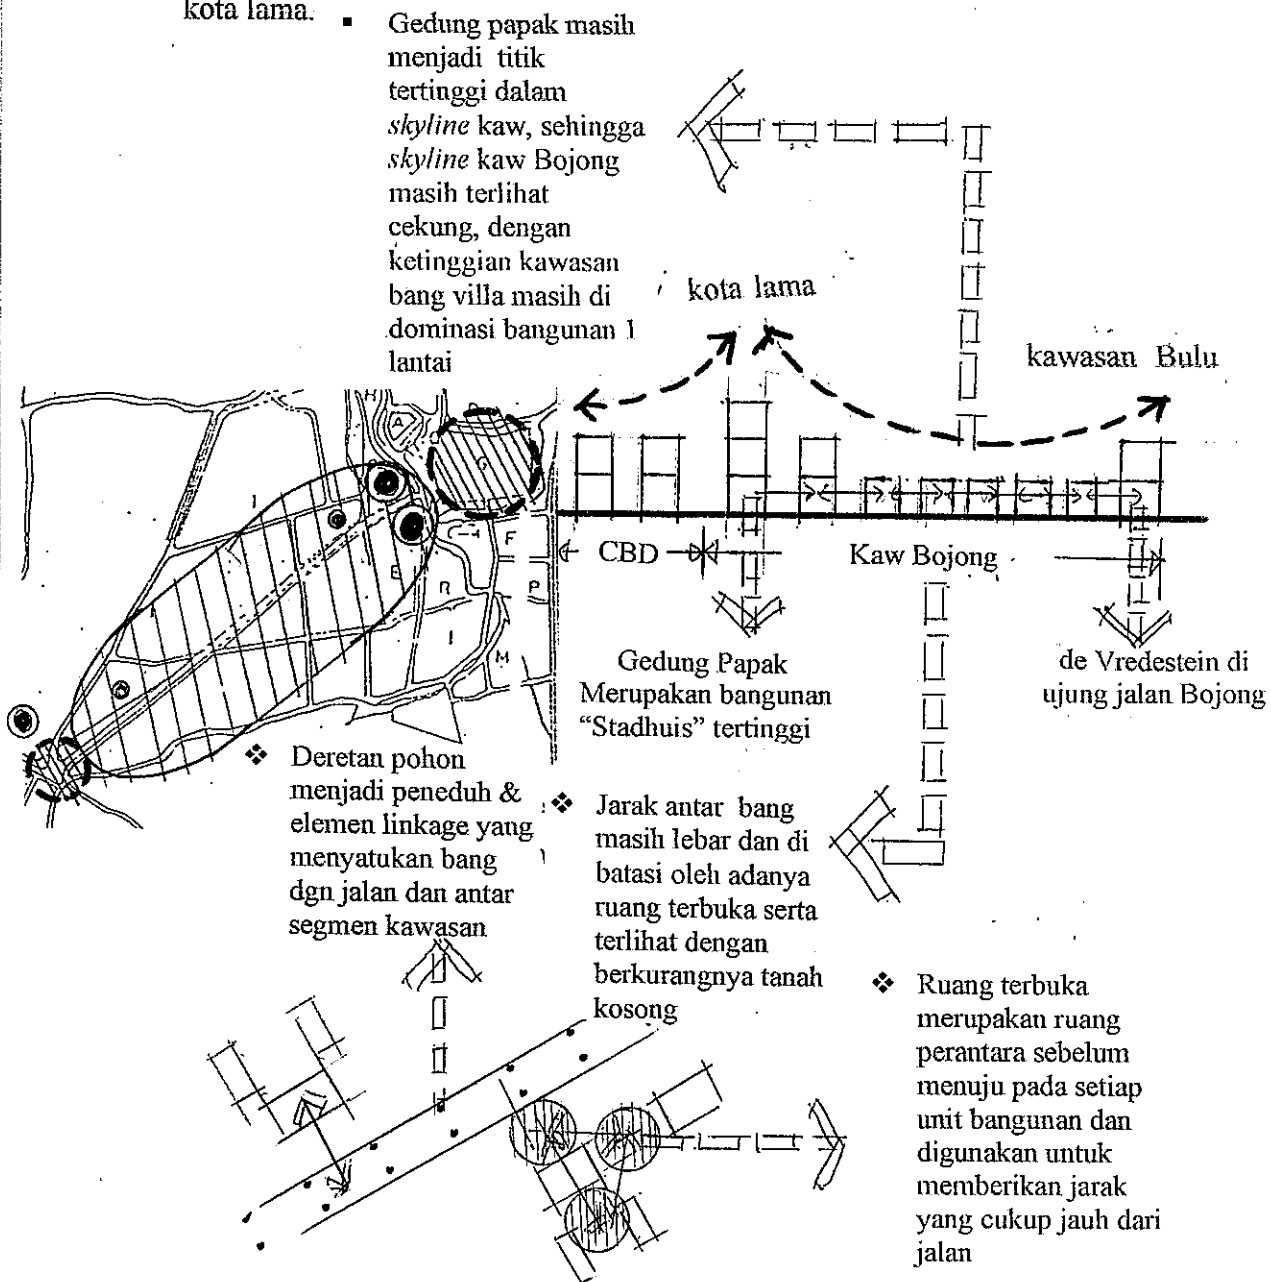 kota lama.
▪ Gedung papak masih
menjadi titik
tertinggi dalam
skyline kaw, sehingga
skyline kaw Bojong
masih terlihat
cekung, dengan
ketinggian kawasan
bang villa masih di
dominasi bangunan 1
lantai
kota lama
kawasan Bulu
H
A
G
I
F
E
R
P
I
M
CBD
Kaw Bojong
Gedung Papak
Merupakan bangunan
“Stadhuis” tertinggi
de Vredestein di
ujung jalan Bojong
❖ Deretan pohon
menjadi peneduh &
elemen linkage yang
menyatukan bang
dgn jalan dan antar
segmen kawasan
❖ Jarak antar bang
masih lebar dan di
batasi oleh adanya
ruang terbuka serta
terlihat dengan
berkurangnya tanah
kosong
❖ Ruang terbuka
merupakan ruang
perantara sebelum
menuju pada setiap
unit bangunan dan
digunakan untuk
memberikan jarak
yang cukup jauh dari
jalan